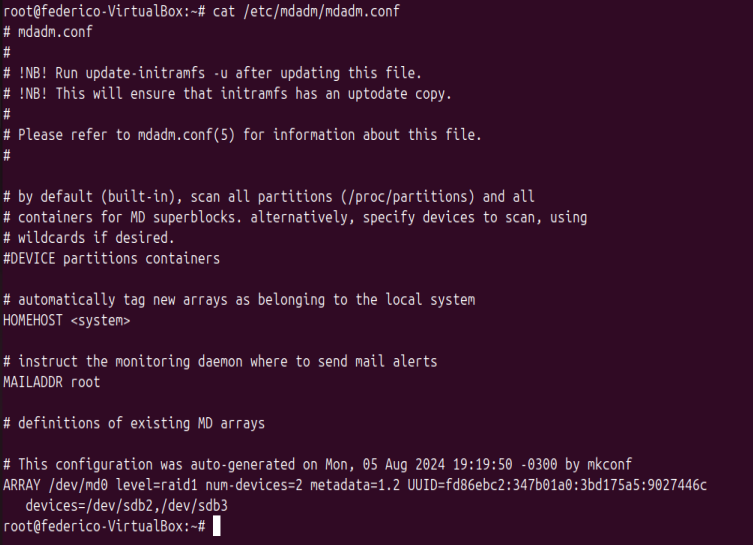 root@federico-VirtualBox:~# cat /etc/mdadm/mdadm.conf
# mdadm.conf
#
# !NB! Run update-initramfs -u after updating this file.
# !NB! This will ensure that initramfs has an uptodate copy.
#
# Please refer to mdadm.conf(5) for information about this file.
#
# by default (built-in), scan all partitions (/proc/partitions) and all
# containers for MD superblocks. alternatively, specify devices to scan, using
# wildcards if desired.
#DEVICE partitions containers
# automatically tag new arrays as belonging to the local system
HOMEHOST <system>
# instruct the monitoring daemon where to send mail alerts
MAILADDR root
# definitions of existing MD arrays
# This configuration was auto-generated on Mon, 05 Aug 2024 19:19:50 -0300 by mkconf
ARRAY /dev/md0 level=raid1 num-devices=2 metadata=1.2 UUID=fd86ebc2:347b01a0:3bd175a5:9027446c
   devices=/dev/sdb2,/dev/sdb3
root@federico-VirtualBox:~#